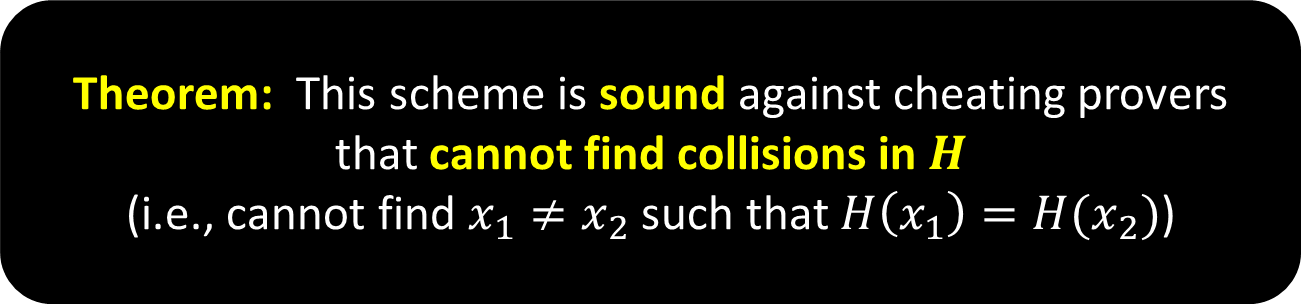 Theorem: This scheme is sound against cheating provers
that cannot find collisions in H
(i.e., cannot find x₁ ≠ x₂ such that H(x₁) = H(x₂))